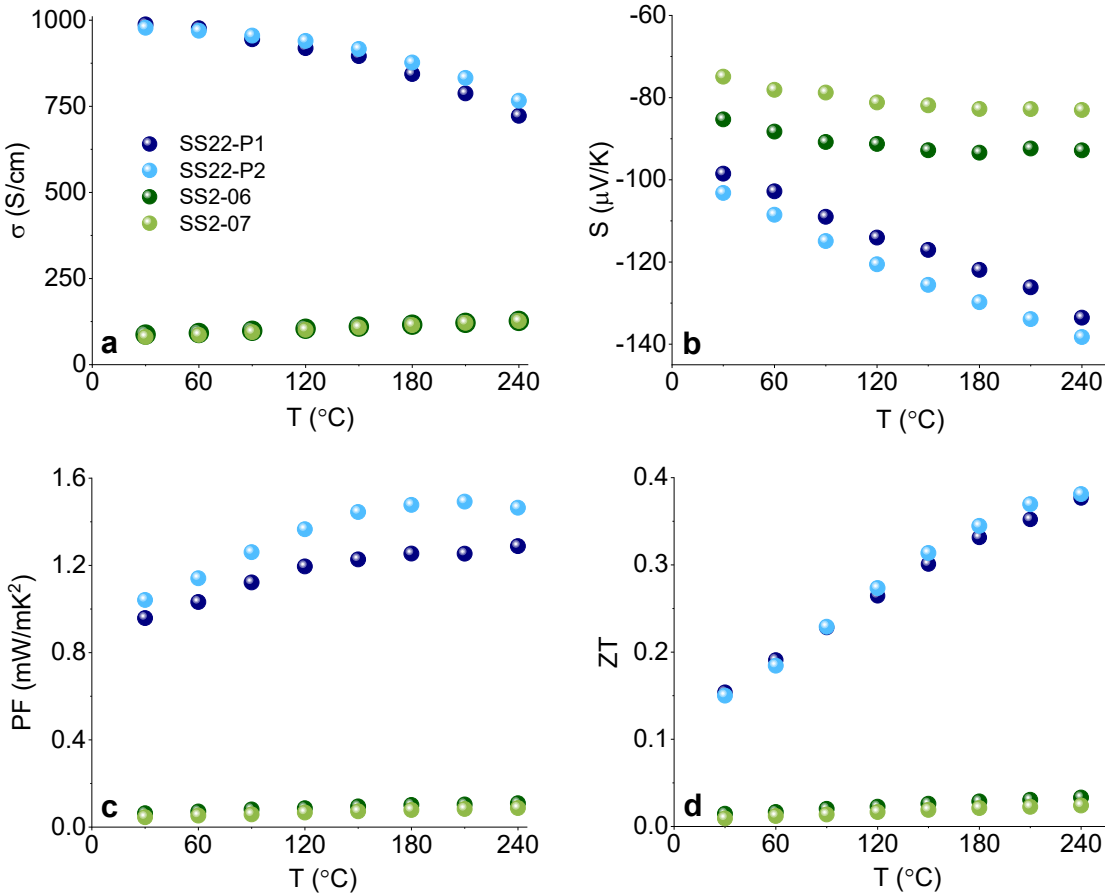 1000
750
500
250
0
σ (S/cm)
SS22-P1
SS22-P2
SS2-06
SS2-07
a
0 60 120 180 240
T (°C)
-60
-80
-100
-120
-140
S (μV/K)
b
0 60 120 180 240
T (°C)
1.6
1.2
0.8
0.4
0.0
PF (mW/mK²)
c
0 60 120 180 240
T (°C)
0.4
0.3
0.2
0.1
0.0
ZT
d
0 60 120 180 240
T (°C)